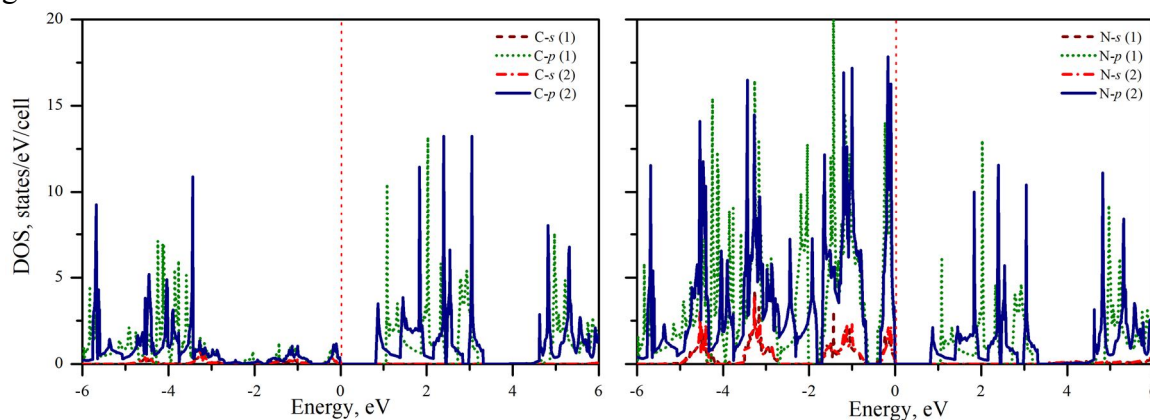 g
DOS, states/eV/cell
20
15
10
5
0
C-s (1)
C-p (1)
C-s (2)
C-p (2)
-6 -4 -2 0 2 4 6
Energy, eV
N-s (1)
N-p (1)
N-s (2)
N-p (2)
-6 -4 -2 0 2 4 6
Energy, eV